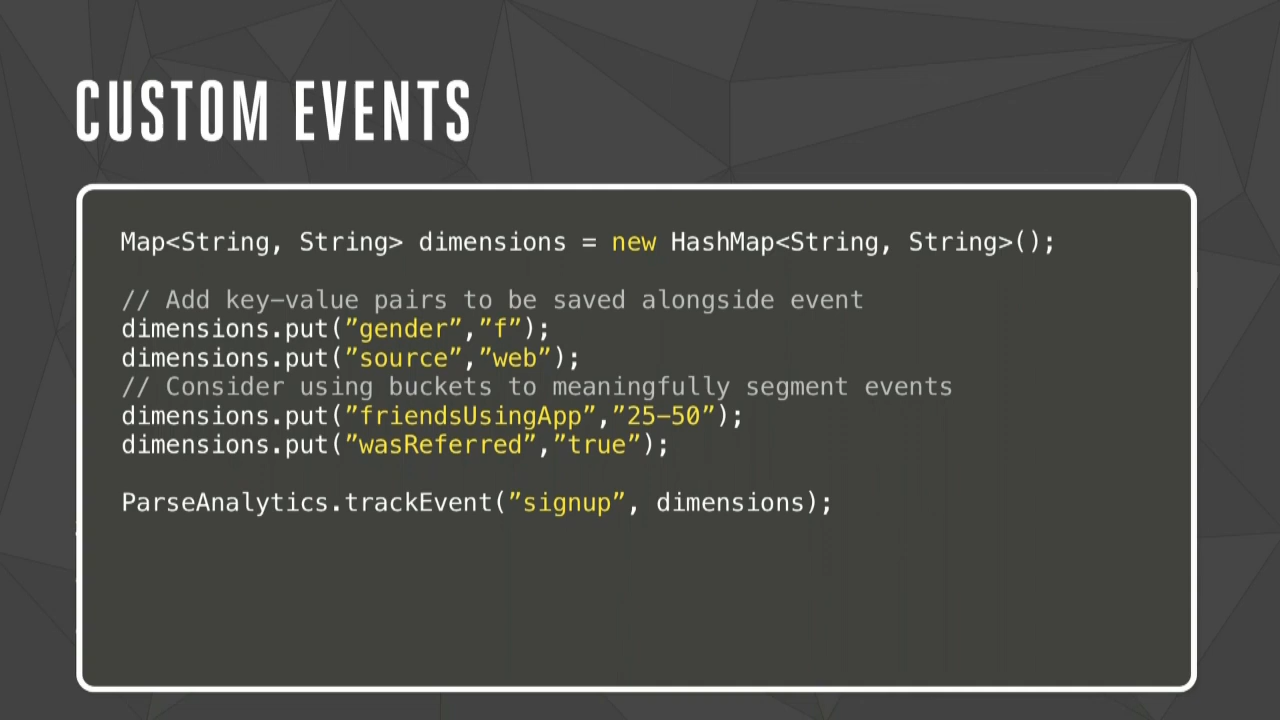 CUSTOM EVENTS
Map<String, String> dimensions = new HashMap<String, String>();
// Add key–value pairs to be saved alongside event
dimensions.put(”gender”,”f”);
dimensions.put(”source”,”web”);
// Consider using buckets to meaningfully segment events
dimensions.put(”friendsUsingApp”,”25–50”);
dimensions.put(”wasReferred”,”true”);
ParseAnalytics.trackEvent(”signup”, dimensions);